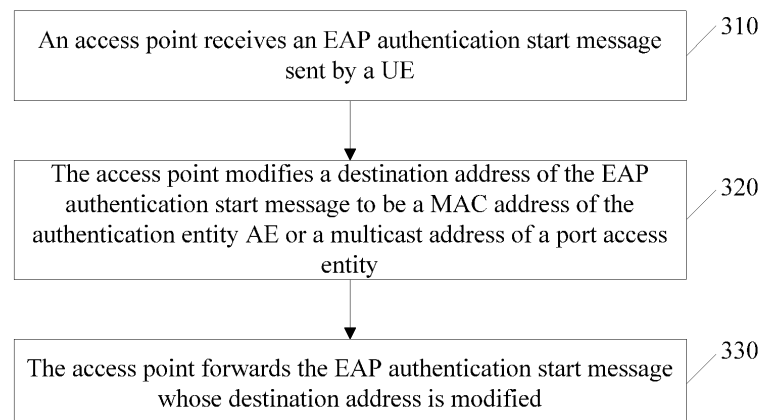 An access point receives an EAP authentication start message
sent by a UE
310
The access point modifies a destination address of the EAP
authentication start message to be a MAC address of the
authentication entity AE or a multicast address of a port access
entity
320
The access point forwards the EAP authentication start message
whose destination address is modified
330